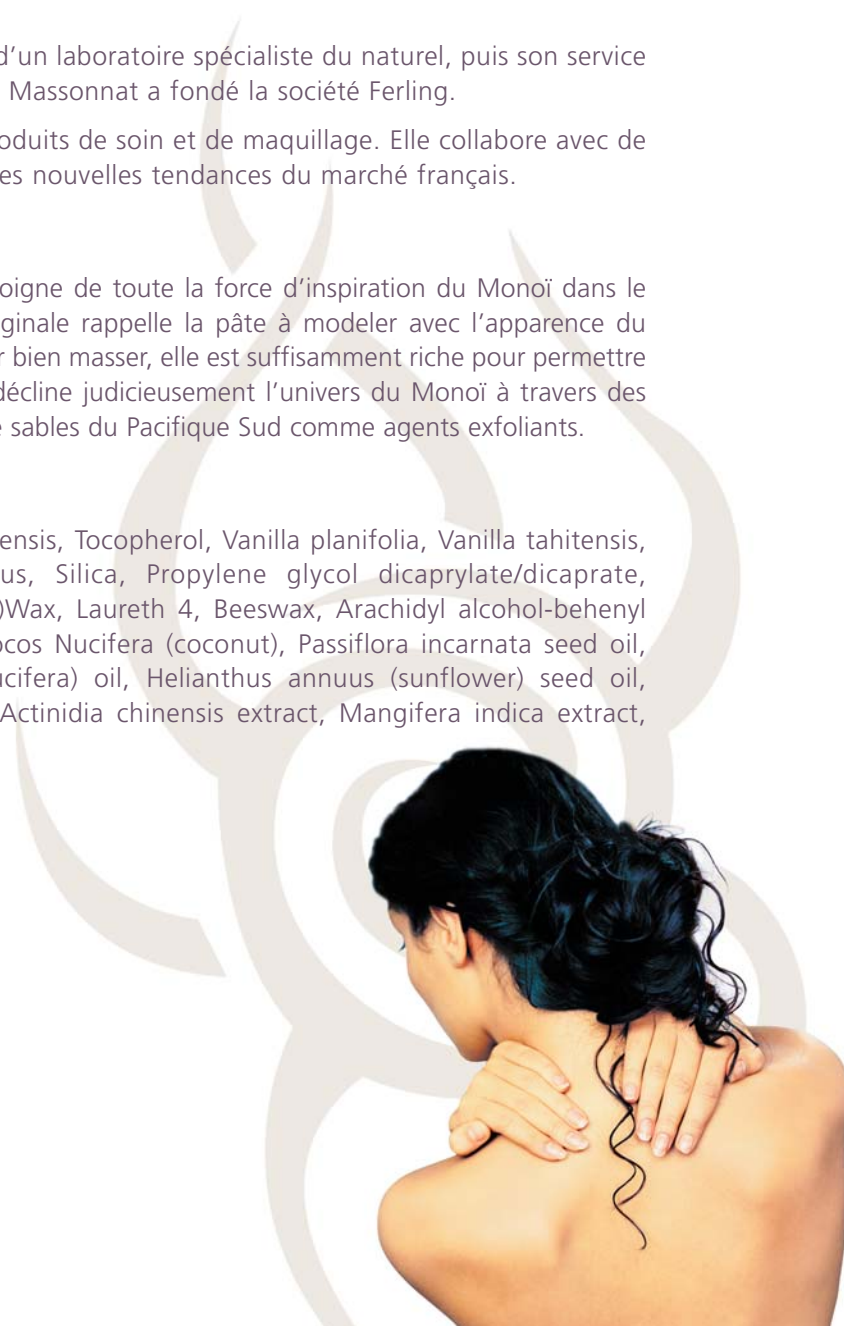 d’un laboratoire spécialiste du naturel, puis son service
Massonnat a fondé la société Ferling.
oduits de soin et de maquillage. Elle collabore avec de
es nouvelles tendances du marché français.
oigne de toute la force d’inspiration du Monoï dans le
ginale rappelle la pâte à modeler avec l’apparence du
r bien masser, elle est suffisamment riche pour permettre
décline judicieusement l’univers du Monoï à travers des
e sables du Pacifique Sud comme agents exfoliants.
ensis, Tocopherol, Vanilla planifolia, Vanilla tahitensis,
us, Silica, Propylene glycol dicaprylate/dicaprate,
)Wax, Laureth 4, Beeswax, Arachidyl alcohol-behenyl
ocos Nucifera (coconut), Passiflora incarnata seed oil,
ucifera) oil, Helianthus annuus (sunflower) seed oil,
Actinidia chinensis extract, Mangifera indica extract,